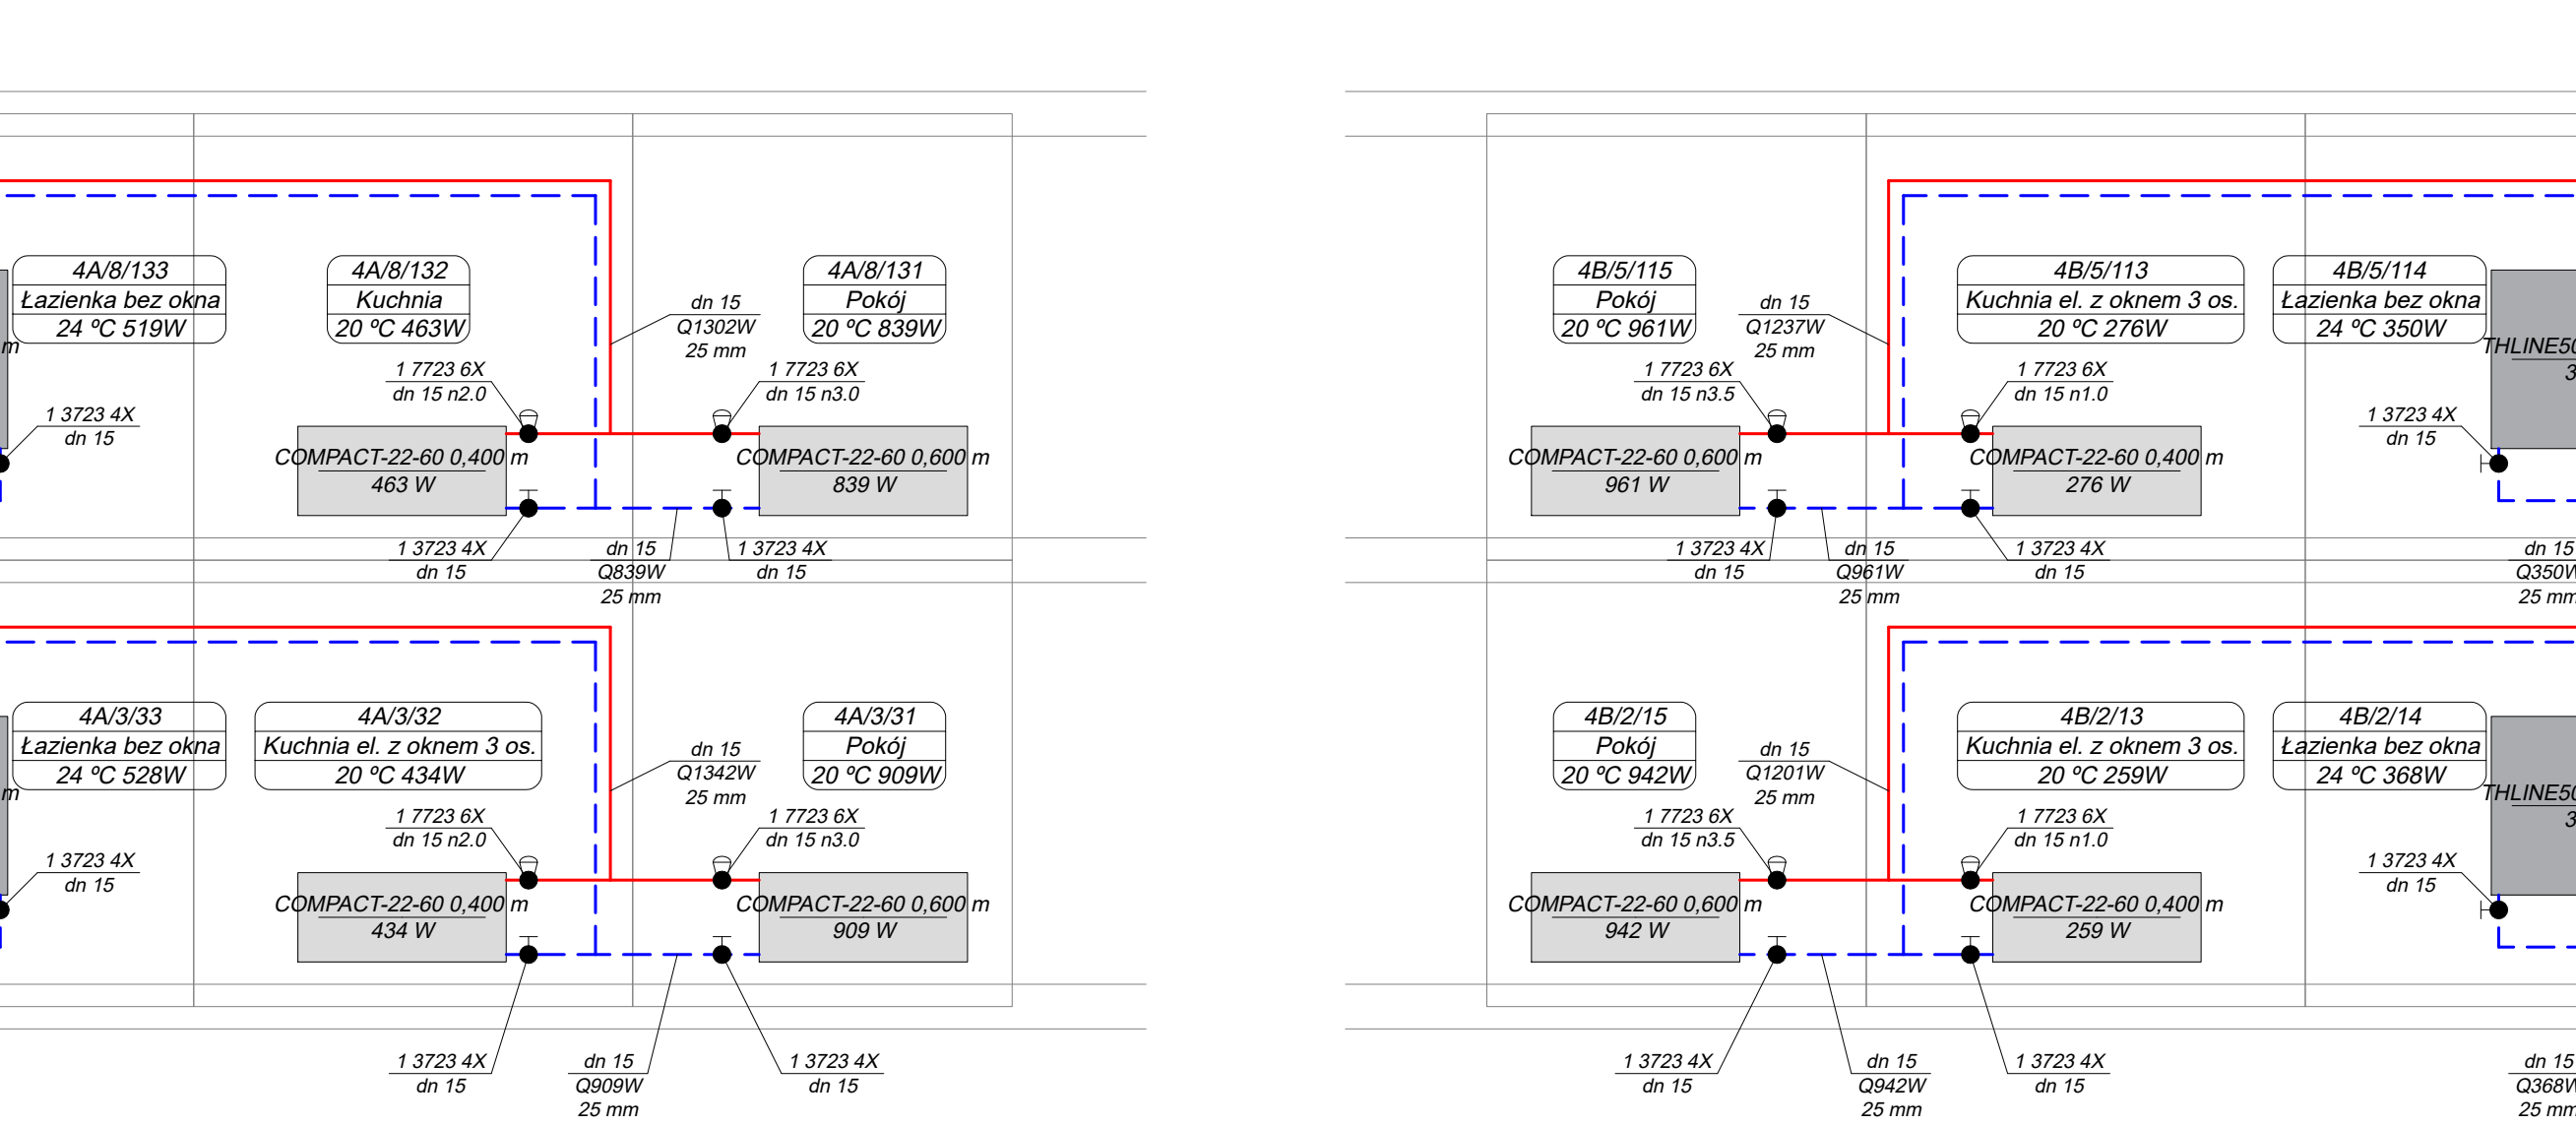 4A/8/133
Łazienka bez okna
24 ºC 519W
4A/8/132
Kuchnia
20 ºC 463W
4A/8/131
Pokój
20 ºC 839W
dn 15
Q1302W
25 mm
1 7723 6X
dn 15 n2.0
1 7723 6X
dn 15 n3.0
m
1 3723 4X
dn 15
COMPACT-22-60 0,400 m
463 W
COMPACT-22-60 0,600 m
839 W
1 3723 4X
dn 15
dn 15
Q839W
25 mm
1 3723 4X
dn 15
4B/5/115
Pokój
20 ºC 961W
dn 15
Q1237W
25 mm
4B/5/113
Kuchnia el. z oknem 3 os.
20 ºC 276W
4B/5/114
Łazienka bez okna
24 ºC 350W
1 7723 6X
dn 15 n3.5
1 7723 6X
dn 15 n1.0
THLINE50
3
1 3723 4X
dn 15
COMPACT-22-60 0,600 m
961 W
COMPACT-22-60 0,400 m
276 W
1 3723 4X
dn 15
dn 15
Q961W
25 mm
1 3723 4X
dn 15
dn 15
Q350W
25 mm
4A/3/33
Łazienka bez okna
24 ºC 528W
4A/3/32
Kuchnia el. z oknem 3 os.
20 ºC 434W
4A/3/31
Pokój
20 ºC 909W
dn 15
Q1342W
25 mm
1 7723 6X
dn 15 n2.0
1 7723 6X
dn 15 n3.0
m
1 3723 4X
dn 15
COMPACT-22-60 0,400 m
434 W
COMPACT-22-60 0,600 m
909 W
1 3723 4X
dn 15
dn 15
Q909W
25 mm
1 3723 4X
dn 15
4B/2/15
Pokój
20 ºC 942W
dn 15
Q1201W
25 mm
4B/2/13
Kuchnia el. z oknem 3 os.
20 ºC 259W
4B/2/14
Łazienka bez okna
24 ºC 368W
1 7723 6X
dn 15 n3.5
1 7723 6X
dn 15 n1.0
THLINE50
3
1 3723 4X
dn 15
COMPACT-22-60 0,600 m
942 W
COMPACT-22-60 0,400 m
259 W
1 3723 4X
dn 15
dn 15
Q942W
25 mm
1 3723 4X
dn 15
dn 15
Q368W
25 mm